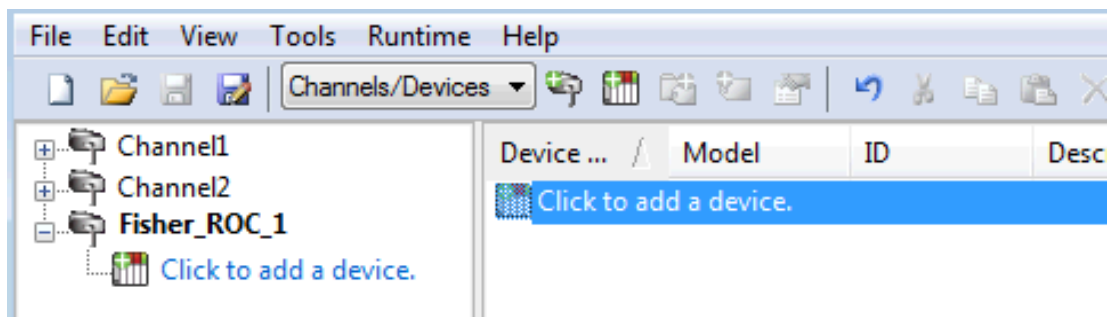 File Edit View Tools Runtime Help
Channels/Devices
Channel1
Channel2
Fisher_ROC_1
Click to add a device.
Device ... Model ID Desc
Click to add a device.